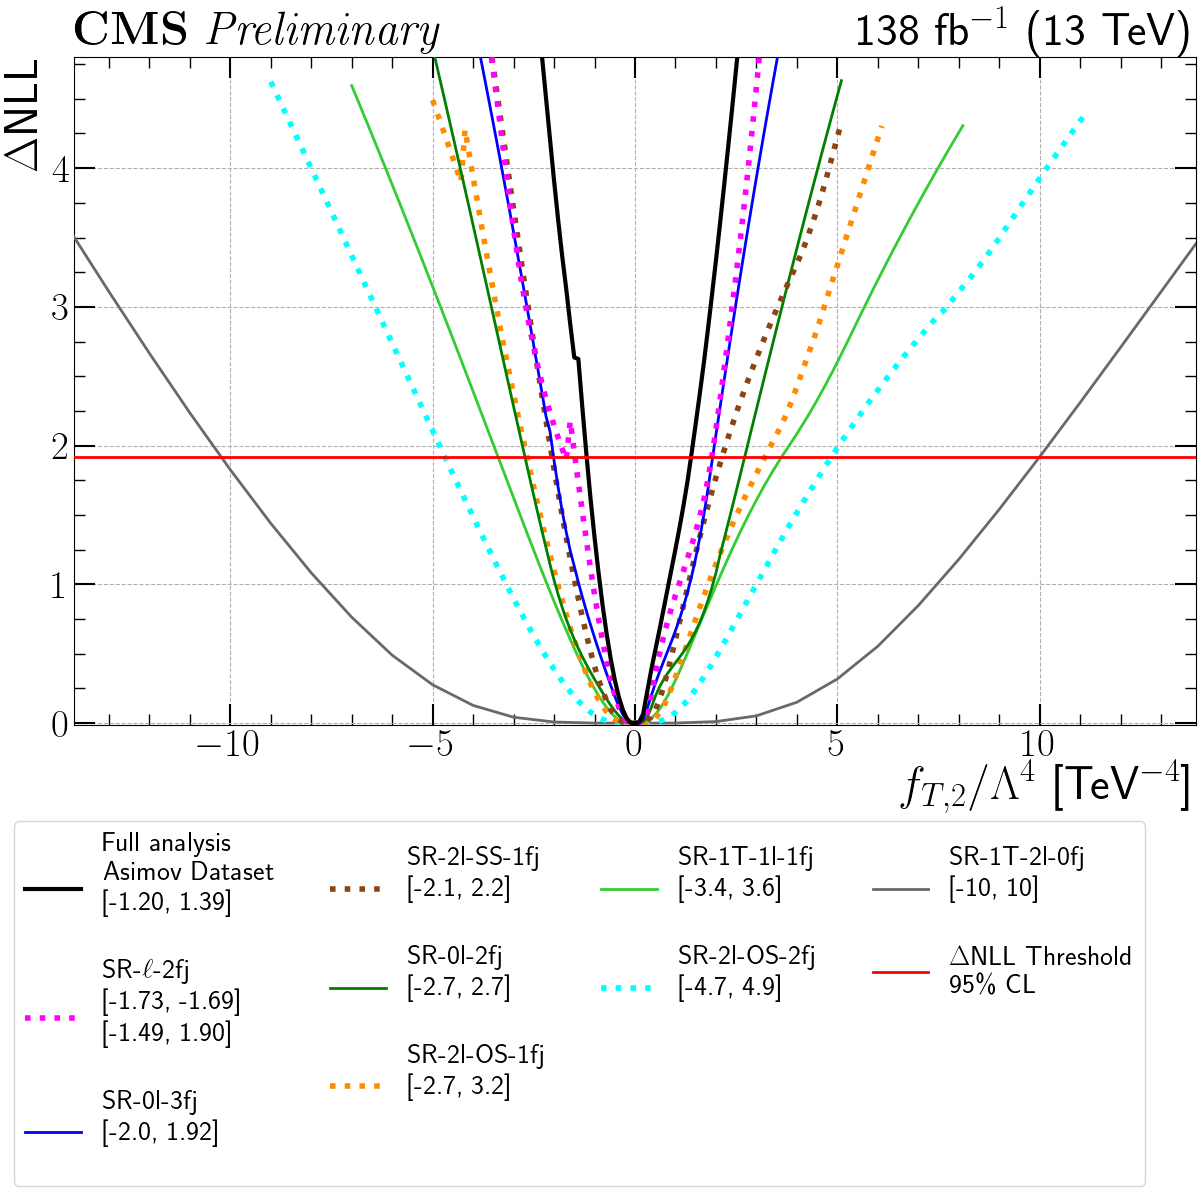 CMS Preliminary
138 fb⁻¹ (13 TeV)
ΔNLL
4
3
2
1
0
−10
−5
0
5
10
f_{T,2}/Λ⁴ [TeV⁻⁴]
Full analysis
Asimov Dataset
[-1.20, 1.39]
SR-ℓ-2fj
[-1.73, -1.69]
[-1.49, 1.90]
SR-0l-3fj
[-2.0, 1.92]
SR-2l-SS-1fj
[-2.1, 2.2]
SR-0l-2fj
[-2.7, 2.7]
SR-2l-OS-1fj
[-2.7, 3.2]
SR-1T-1l-1fj
[-3.4, 3.6]
SR-2l-OS-2fj
[-4.7, 4.9]
SR-1T-2l-0fj
[-10, 10]
ΔNLL Threshold
95% CL